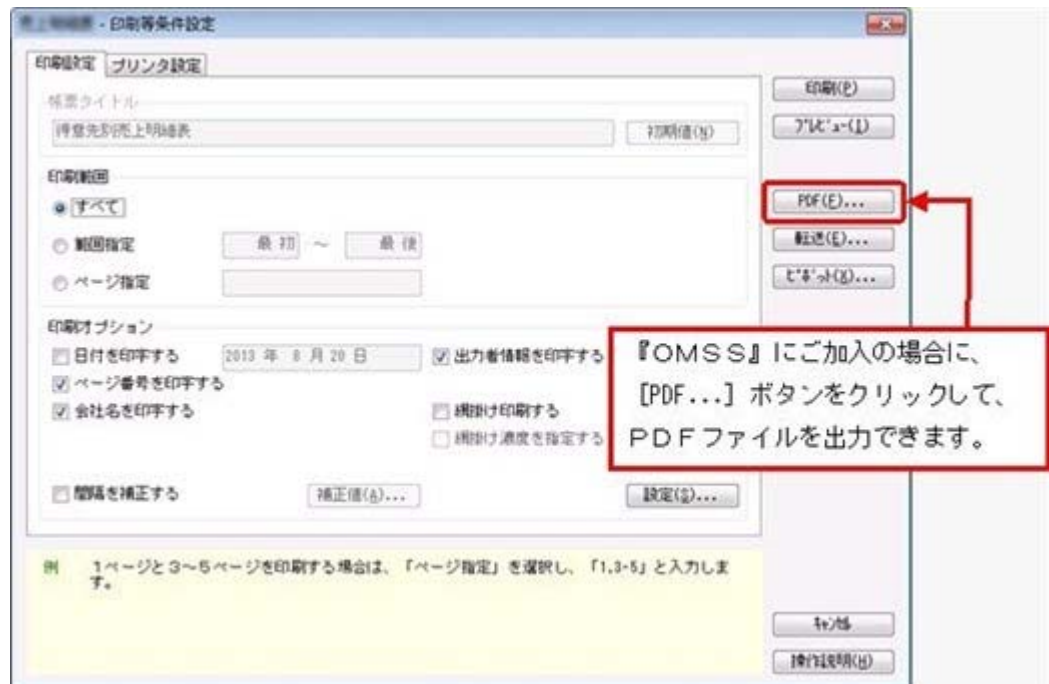 - 印刷等条件設定
印刷設定 プリンタ設定
帳票タイトル
得意先別売上明細表 初期値(N)
印刷(P)
プレビュー(I)
印刷範囲
すべて
PDF(F)...
範囲指定 最初 ～ 最後
転送(E)...
ページ指定
ピボット(X)...
印刷オプション
日付を印字する 2013 年 8 月 20 日 出力者情報を印字する
ページ番号を印字する
会社名を印字する 網掛け印刷する
網掛け濃度を指定する
『OMSS』にご加入の場合に、
[PDF...] ボタンをクリックして、
PDFファイルを出力できます。
間隔を補正する 補正値(A)... 設定(S)...
例 1ページと3～5ページを印刷する場合は、「ページ指定」を選択し、「1,3-5」と入力しま
す。
キャンセル
操作説明(H)